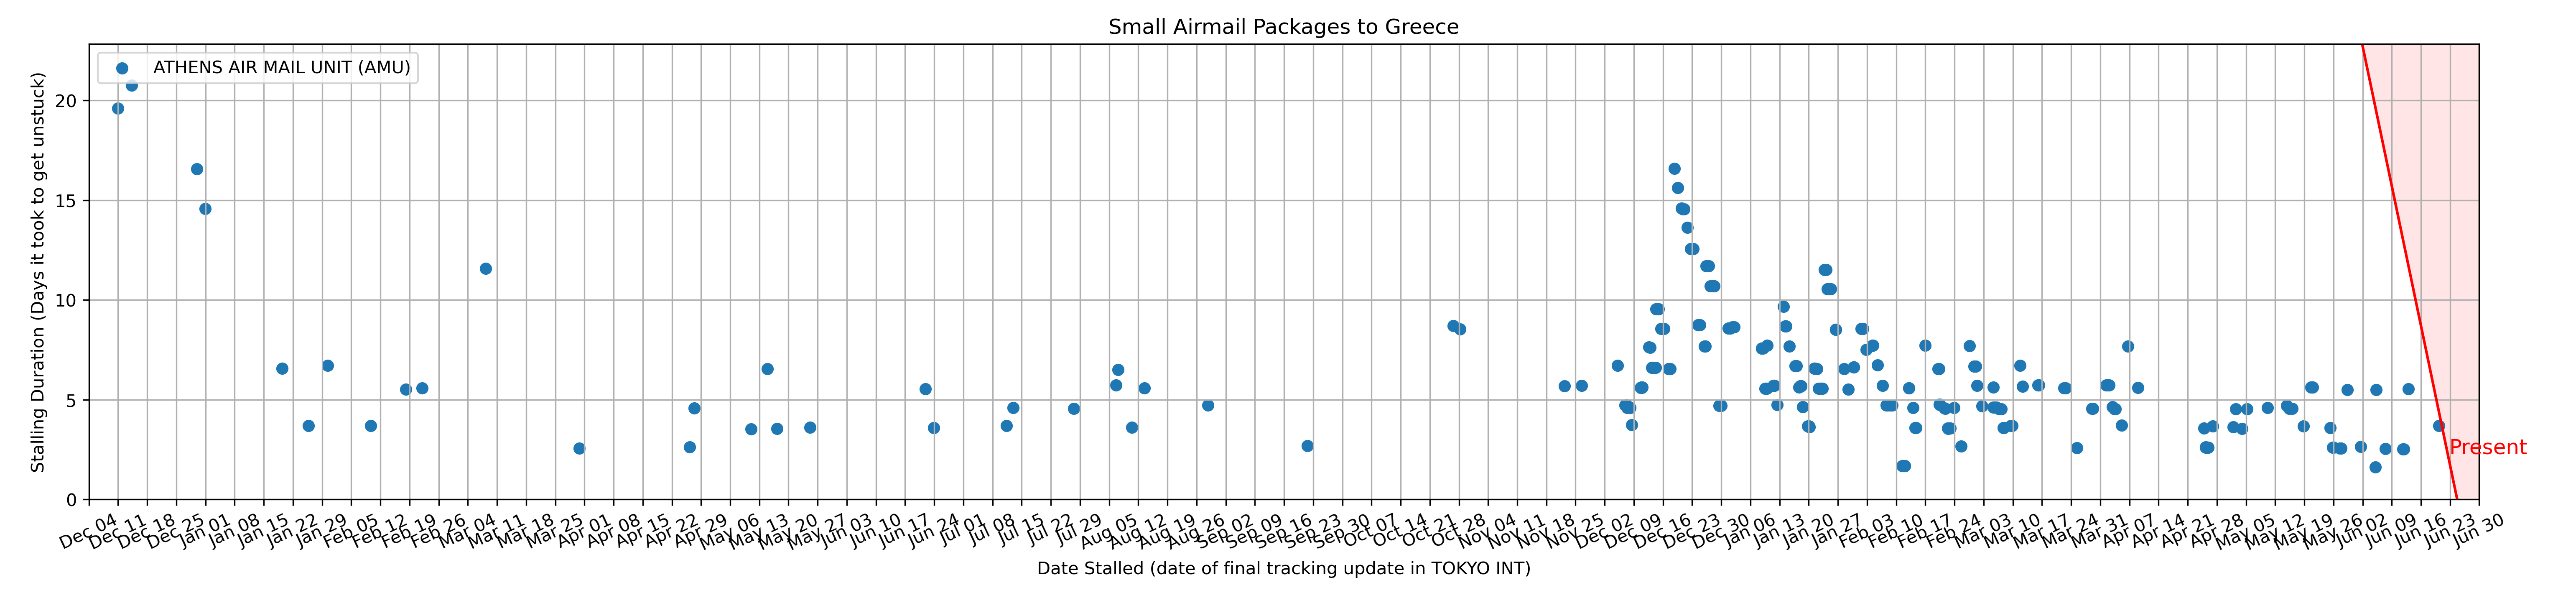 Small Airmail Packages to Greece
ATHENS AIR MAIL UNIT (AMU)
Stalling Duration (Days it took to get unstuck)
20
15
10
5
0
Present
Dec 04
Dec 11
Dec 18
Dec 25
Jan 01
Jan 08
Jan 15
Jan 22
Jan 29
Feb 05
Feb 12
Feb 19
Feb 26
Mar 04
Mar 11
Mar 18
Mar 25
Apr 01
Apr 08
Apr 15
Apr 22
Apr 29
May 06
May 13
May 20
May 27
Jun 03
Jun 10
Jun 17
Jun 24
Jul 01
Jul 08
Jul 15
Jul 22
Jul 29
Aug 05
Aug 12
Aug 19
Aug 26
Sep 02
Sep 09
Sep 16
Sep 23
Sep 30
Oct 07
Oct 14
Oct 21
Oct 28
Nov 04
Nov 11
Nov 18
Nov 25
Dec 02
Dec 09
Dec 16
Dec 23
Dec 30
Jan 06
Jan 13
Jan 20
Jan 27
Feb 03
Feb 10
Feb 17
Feb 24
Mar 03
Mar 10
Mar 17
Mar 24
Mar 31
Apr 07
Apr 14
Apr 21
Apr 28
May 05
May 12
May 19
May 26
Jun 02
Jun 09
Jun 16
Jun 23
Jun 30
Date Stalled (date of final tracking update in TOKYO INT)